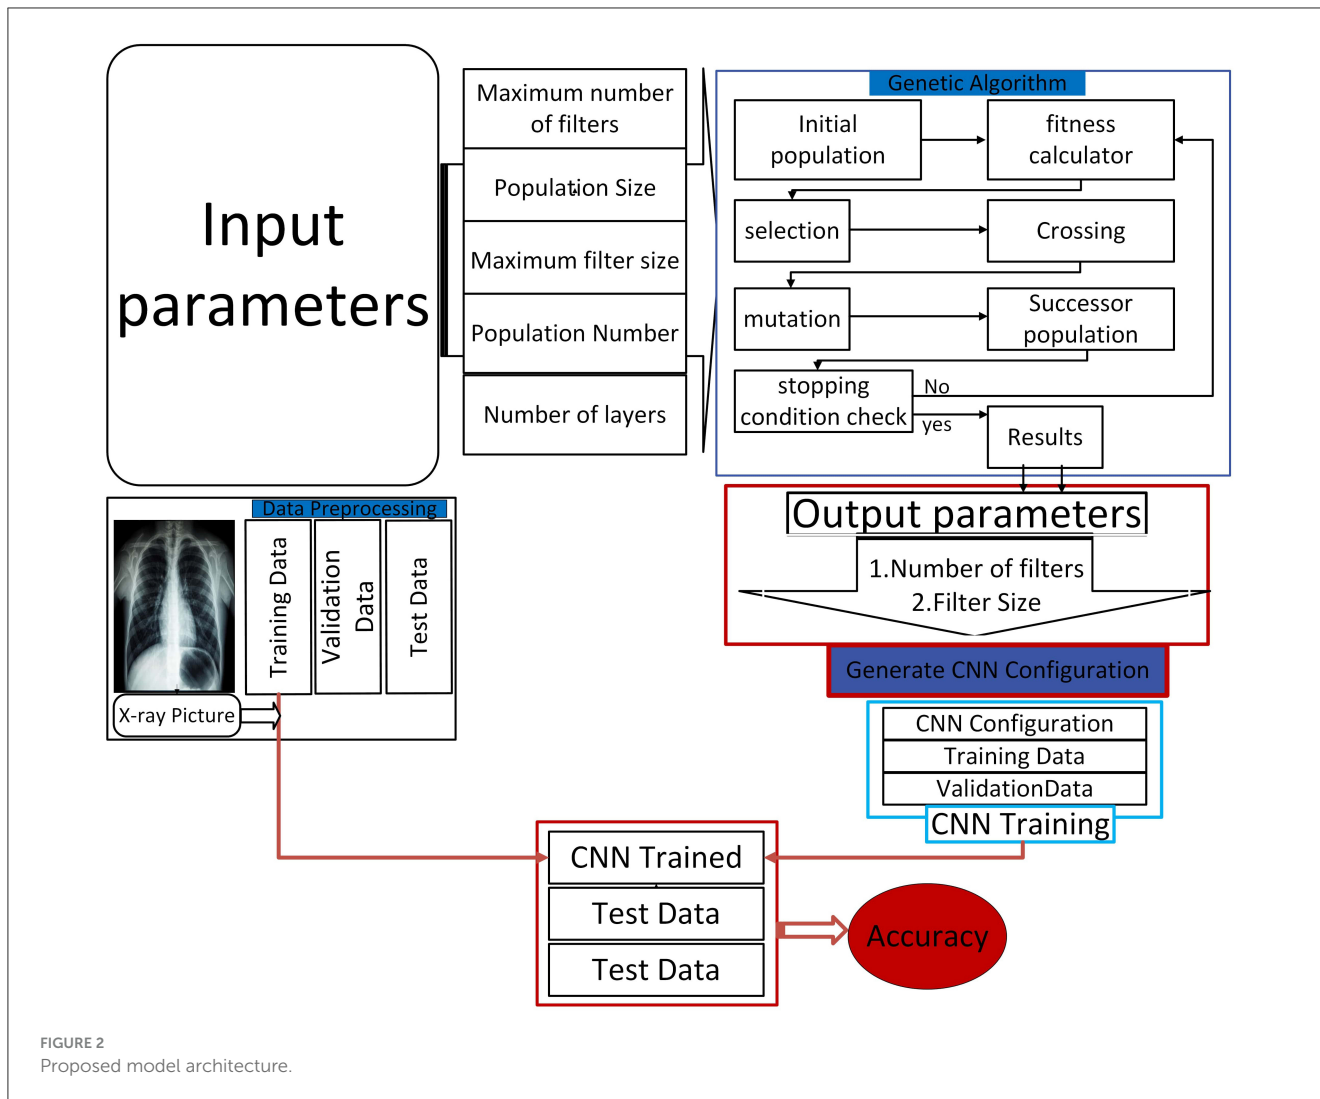 Input
parameters
Maximum number
of filters
Population Size
Maximum filter size
Population Number
Number of layers
Genetic Algorithm
Initial
population
fitness
calculator
selection
Crossing
mutation
Successor
population
stopping
condition check
No
yes
Results
Data Preprocessing
Training Data
Validation
Data
Test Data
X-ray Picture
Output parameters
1.Number of filters
2.Filter Size
Generate CNN Configuration
CNN Configuration
Training Data
ValidationData
CNN Training
CNN Trained
Test Data
Test Data
Accuracy
FIGURE 2
Proposed model architecture.